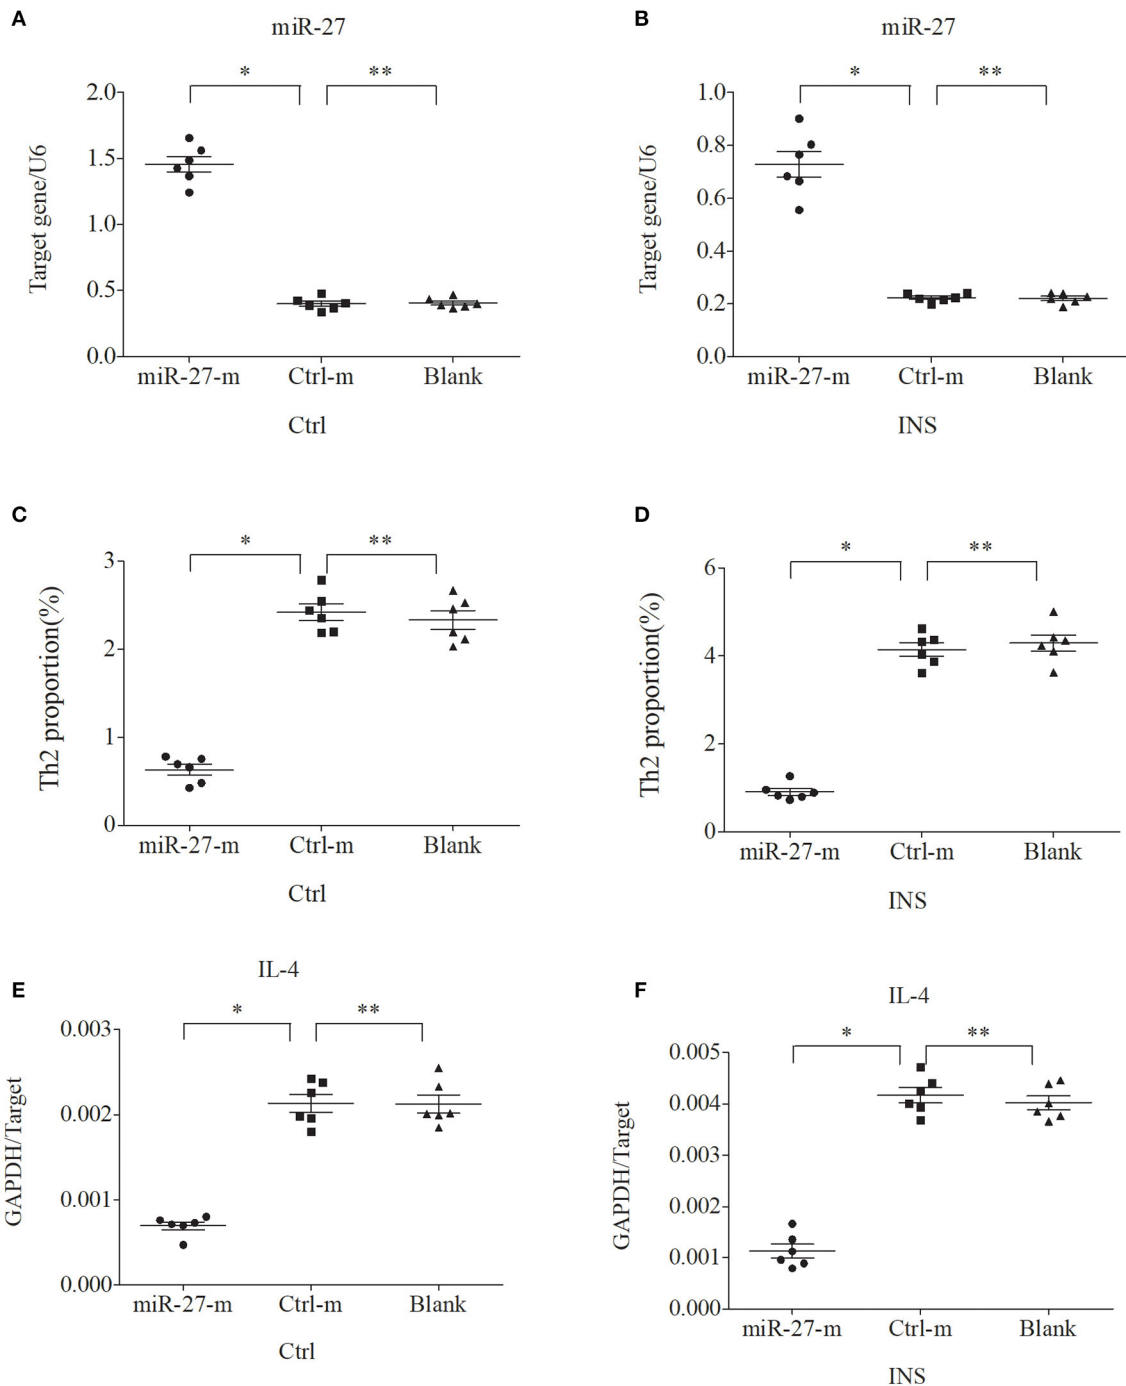 A
miR-27
*
**
2.0
1.5
1.0
0.5
0.0
Target gene/U6
miR-27-m Ctrl-m Blank
Ctrl
B
miR-27
*
**
1.0
0.8
0.6
0.4
0.2
0.0
Target gene/U6
miR-27-m Ctrl-m Blank
INS
C
*
**
3
2
1
0
Th2 proportion(%)
miR-27-m Ctrl-m Blank
Ctrl
D
*
**
6
4
2
0
Th2 proportion(%)
miR-27-m Ctrl-m Blank
INS
E
IL-4
*
**
0.003
0.002
0.001
0.000
GAPDH/Target
miR-27-m Ctrl-m Blank
Ctrl
F
IL-4
*
**
0.005
0.004
0.003
0.002
0.001
0.000
GAPDH/Target
miR-27-m Ctrl-m Blank
INS